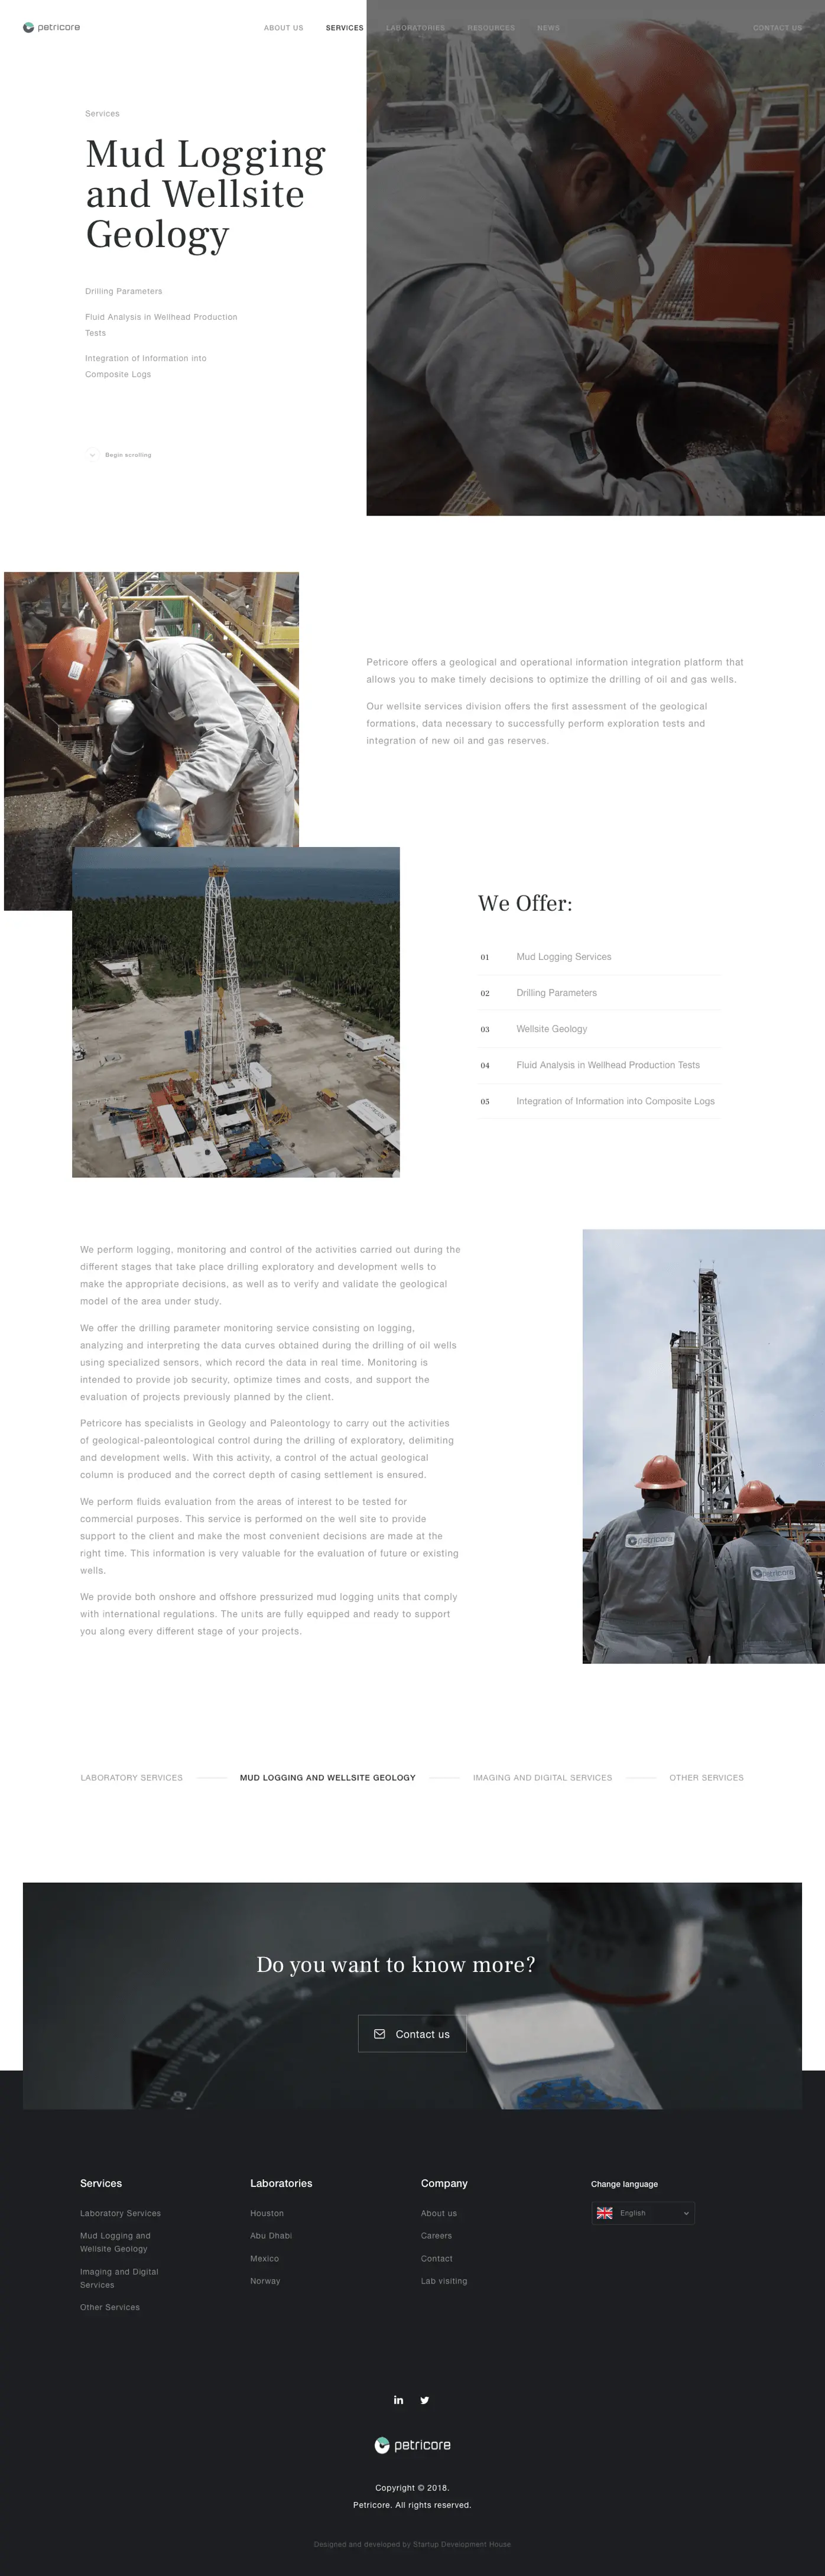 petricore
ABOUT US
SERVICES
LABORATORIES
RESOURCES
NEWS
CONTACT US
Services
Mud Logging
and Wellsite
Geology
Drilling Parameters
Fluid Analysis in Wellhead Production
Tests
Integration of Information into
Composite Logs
Begin scrolling
petricore
Petricore offers a geological and operational information integration platform that
allows you to make timely decisions to optimize the drilling of oil and gas wells.
Our wellsite services division offers the first assessment of the geological
formations, data necessary to successfully perform exploration tests and
integration of new oil and gas reserves.
We Offer:
01 Mud Logging Services
02 Drilling Parameters
03 Wellsite Geology
04 Fluid Analysis in Wellhead Production Tests
05 Integration of Information into Composite Logs
We perform logging, monitoring and control of the activities carried out during the
different stages that take place drilling exploratory and development wells to
make the appropriate decisions, as well as to verify and validate the geological
model of the area under study.
We offer the drilling parameter monitoring service consisting on logging,
analyzing and interpreting the data curves obtained during the drilling of oil wells
using specialized sensors, which record the data in real time. Monitoring is
intended to provide job security, optimize times and costs, and support the
evaluation of projects previously planned by the client.
Petricore has specialists in Geology and Paleontology to carry out the activities
of geological-paleontological control during the drilling of exploratory, delimiting
and development wells. With this activity, a control of the actual geological
column is produced and the correct depth of casing settlement is ensured.
We perform fluids evaluation from the areas of interest to be tested for
commercial purposes. This service is performed on the well site to provide
support to the client and make the most convenient decisions are made at the
right time. This information is very valuable for the evaluation of future or existing
wells.
We provide both onshore and offshore pressurized mud logging units that comply
with international regulations. The units are fully equipped and ready to support
you along every different stage of your projects.
petricore
petricore
LABORATORY SERVICES
MUD LOGGING AND WELLSITE GEOLOGY
IMAGING AND DIGITAL SERVICES
OTHER SERVICES
Do you want to know more?
Contact us
Services
Laboratory Services
Mud Logging and
Wellsite Geology
Imaging and Digital
Services
Other Services
Laboratories
Houston
Abu Dhabi
Mexico
Norway
Company
About us
Careers
Contact
Lab visiting
Change language
English
in
petricore
Copyright © 2018.
Petricore. All rights reserved.
Designed and developed by Startup Development House